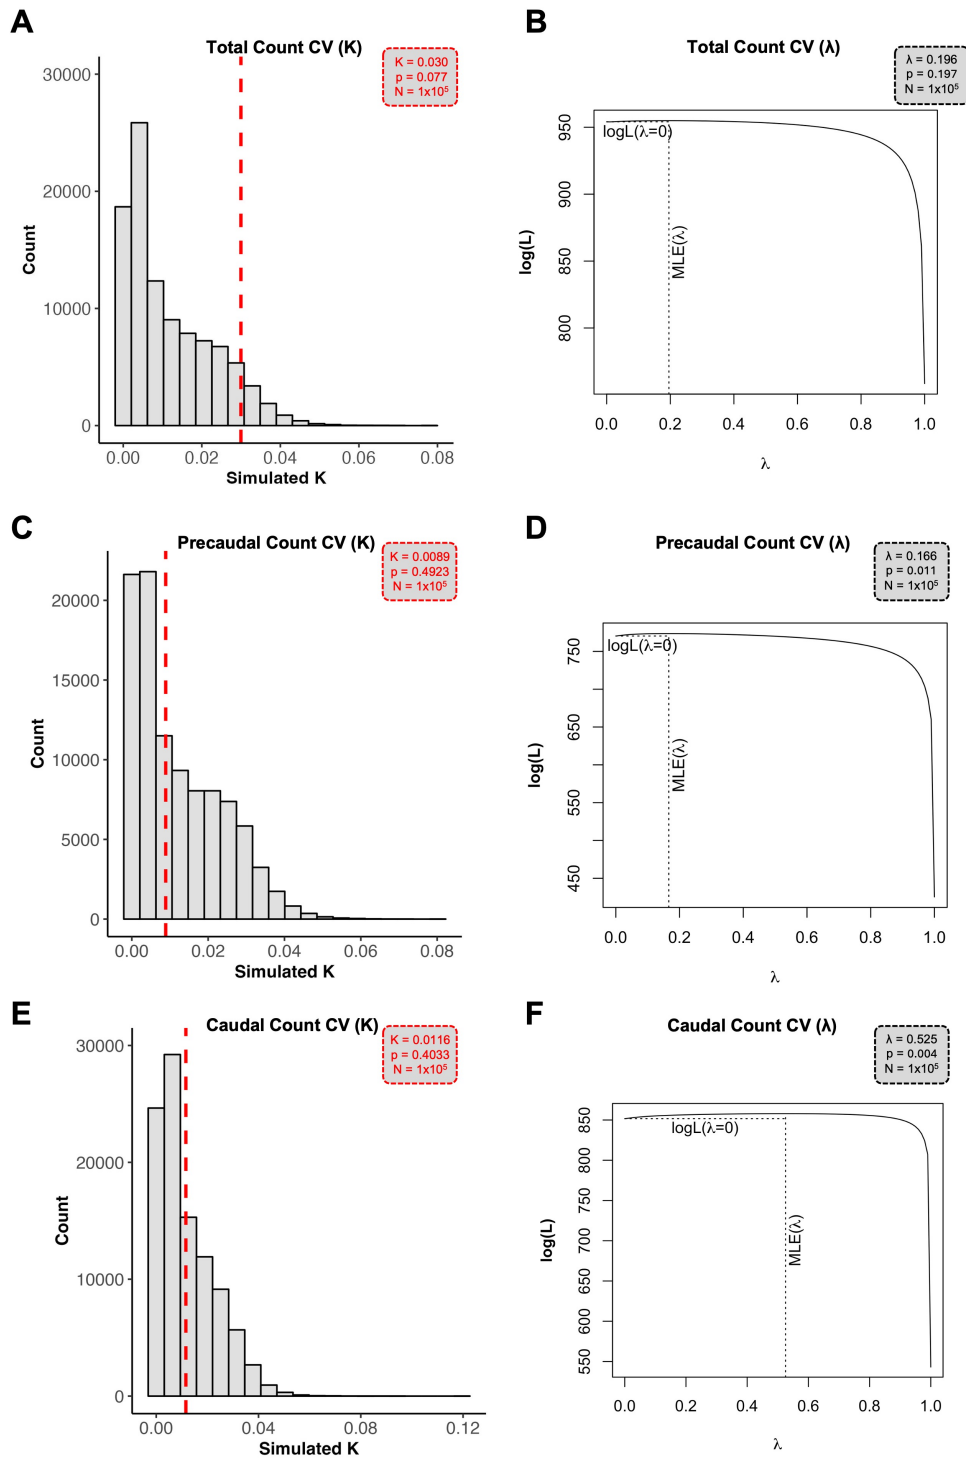 A
Total Count CV (K)
K = 0.030
p = 0.077
N = 1x10⁵
30000
20000
10000
0
Count
0.00 0.02 0.04 0.06 0.08
Simulated K
B
Total Count CV (λ)
λ = 0.196
p = 0.197
N = 1x10⁵
950
900
850
800
log(L)
logL(λ=0)
MLE(λ)
0.0 0.2 0.4 0.6 0.8 1.0
λ
C
Precaudal Count CV (K)
K = 0.0089
p = 0.4923
N = 1x10⁵
20000
15000
10000
5000
0
Count
0.00 0.02 0.04 0.06 0.08
Simulated K
D
Precaudal Count CV (λ)
λ = 0.166
p = 0.011
N = 1x10⁵
750
650
550
450
log(L)
logL(λ=0)
MLE(λ)
0.0 0.2 0.4 0.6 0.8 1.0
λ
E
Caudal Count CV (K)
K = 0.0116
p = 0.4033
N = 1x10⁵
30000
20000
10000
0
Count
0.00 0.04 0.08 0.12
Simulated K
F
Caudal Count CV (λ)
λ = 0.525
p = 0.004
N = 1x10⁵
850
800
750
700
650
600
550
log(L)
logL(λ=0)
MLE(λ)
0.0 0.2 0.4 0.6 0.8 1.0
λ